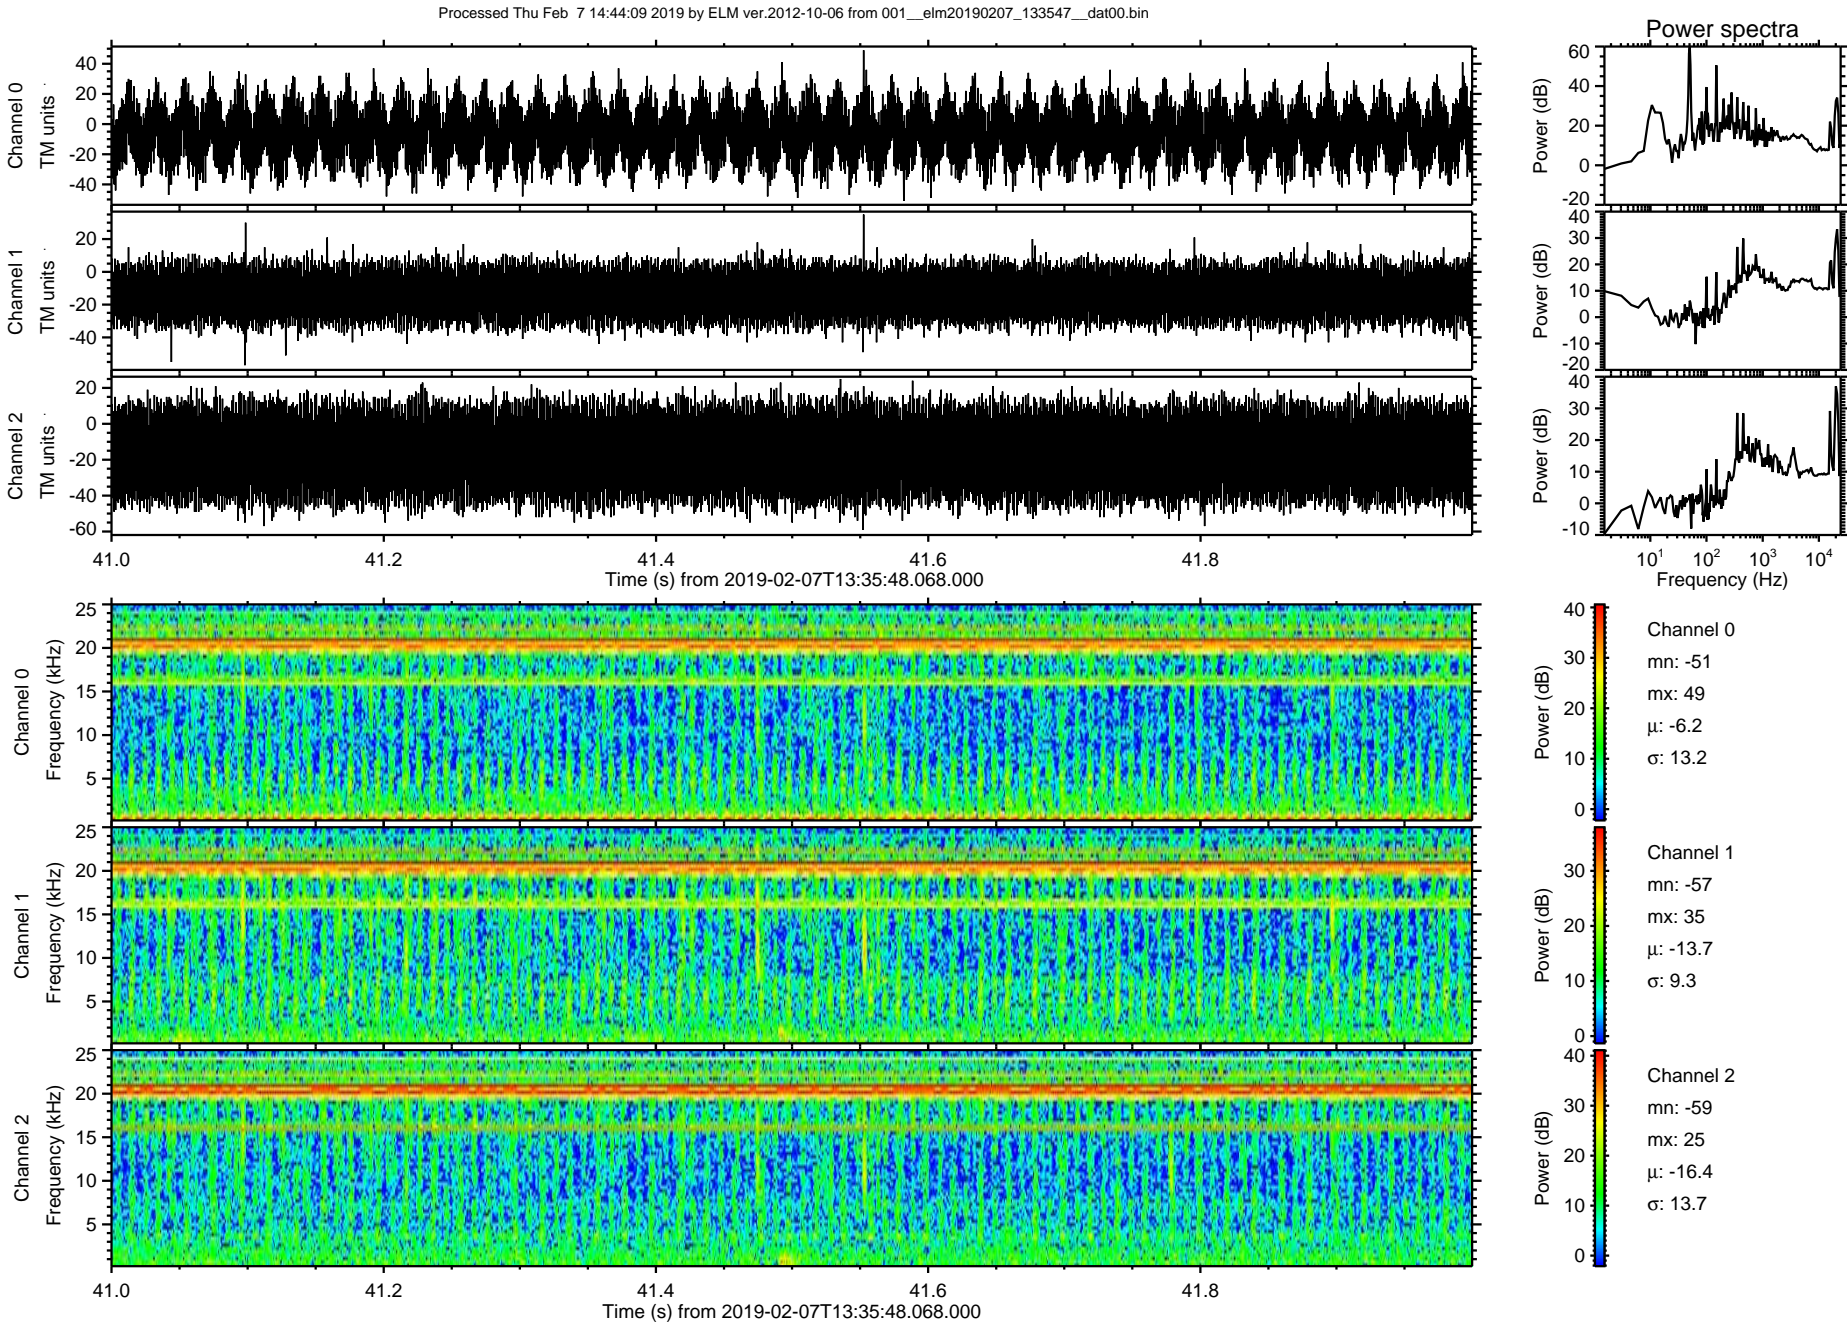 Processed Thu Feb  7 14:44:09 2019 by ELM ver.2012-10-06 from 001__elm20190207_133547__dat00.bin
Power spectra
Channel 0
TM units
40
20
0
-20
-40
Power (dB)
60
40
20
0
-20
Channel 1
TM units
20
0
-20
-40
Power (dB)
40
30
20
10
0
-10
-20
Channel 2
TM units
20
0
-20
-40
-60
Power (dB)
40
30
20
10
0
-10
41.0 41.2 41.4 41.6 41.8
Time (s) from 2019-02-07T13:35:48.068.000
10^1 10^2 10^3 10^4
Frequency (Hz)
Channel 0
Frequency (kHz)
25
20
15
10
5
Power (dB)
40
30
20
10
0
Channel 0
mn: -51
mx: 49
μ: -6.2
σ: 13.2
Channel 1
Frequency (kHz)
25
20
15
10
5
Power (dB)
30
20
10
0
Channel 1
mn: -57
mx: 35
μ: -13.7
σ: 9.3
Channel 2
Frequency (kHz)
25
20
15
10
5
Power (dB)
40
30
20
10
0
Channel 2
mn: -59
mx: 25
μ: -16.4
σ: 13.7
41.0 41.2 41.4 41.6 41.8
Time (s) from 2019-02-07T13:35:48.068.000